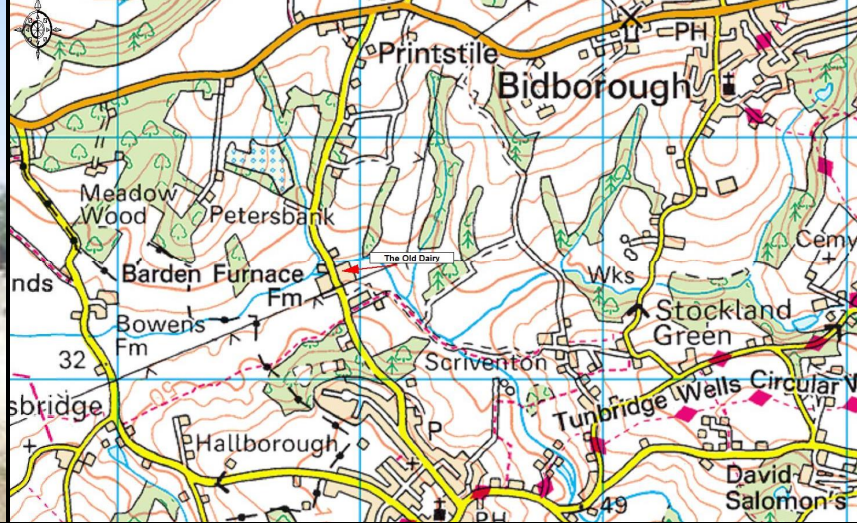 PH
Printstile
Bidborough
Meadow
Wood
Petersbank
The Old Dairy
Cemy
nds
Barden Furnace
Fm
Wks
Bowens
Fm
Stockland
Green
32
Scriventon
sbridge
Tunbridge Wells Circular W
Hallborough
P
David
Salomon's
49
PH